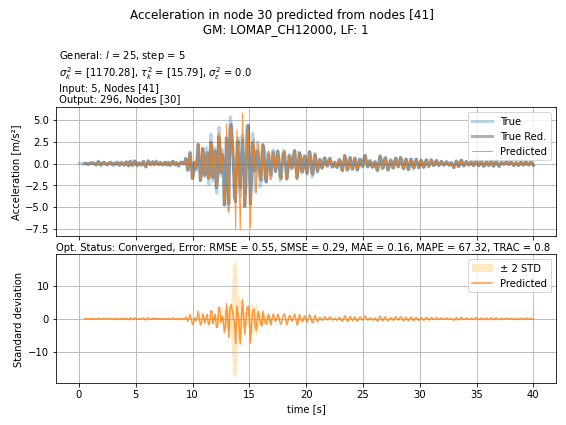 Acceleration in node 30 predicted from nodes [41]
GM: LOMAP_CH12000, LF: 1
General: l = 25, step = 5
σ²ₖ = [1170.28], τ²ₖ = [15.79], σ²ₑ = 0.0
Input: 5, Nodes [41]
Output: 296, Nodes [30]
Acceleration [m/s²]
5.0
2.5
0.0
−2.5
−5.0
−7.5
True
True Red.
Predicted
Opt. Status: Converged, Error: RMSE = 0.55, SMSE = 0.29, MAE = 0.16, MAPE = 67.32, TRAC = 0.8
Standard deviation
10
0
−10
± 2 STD
Predicted
0 5 10 15 20 25 30 35 40
time [s]